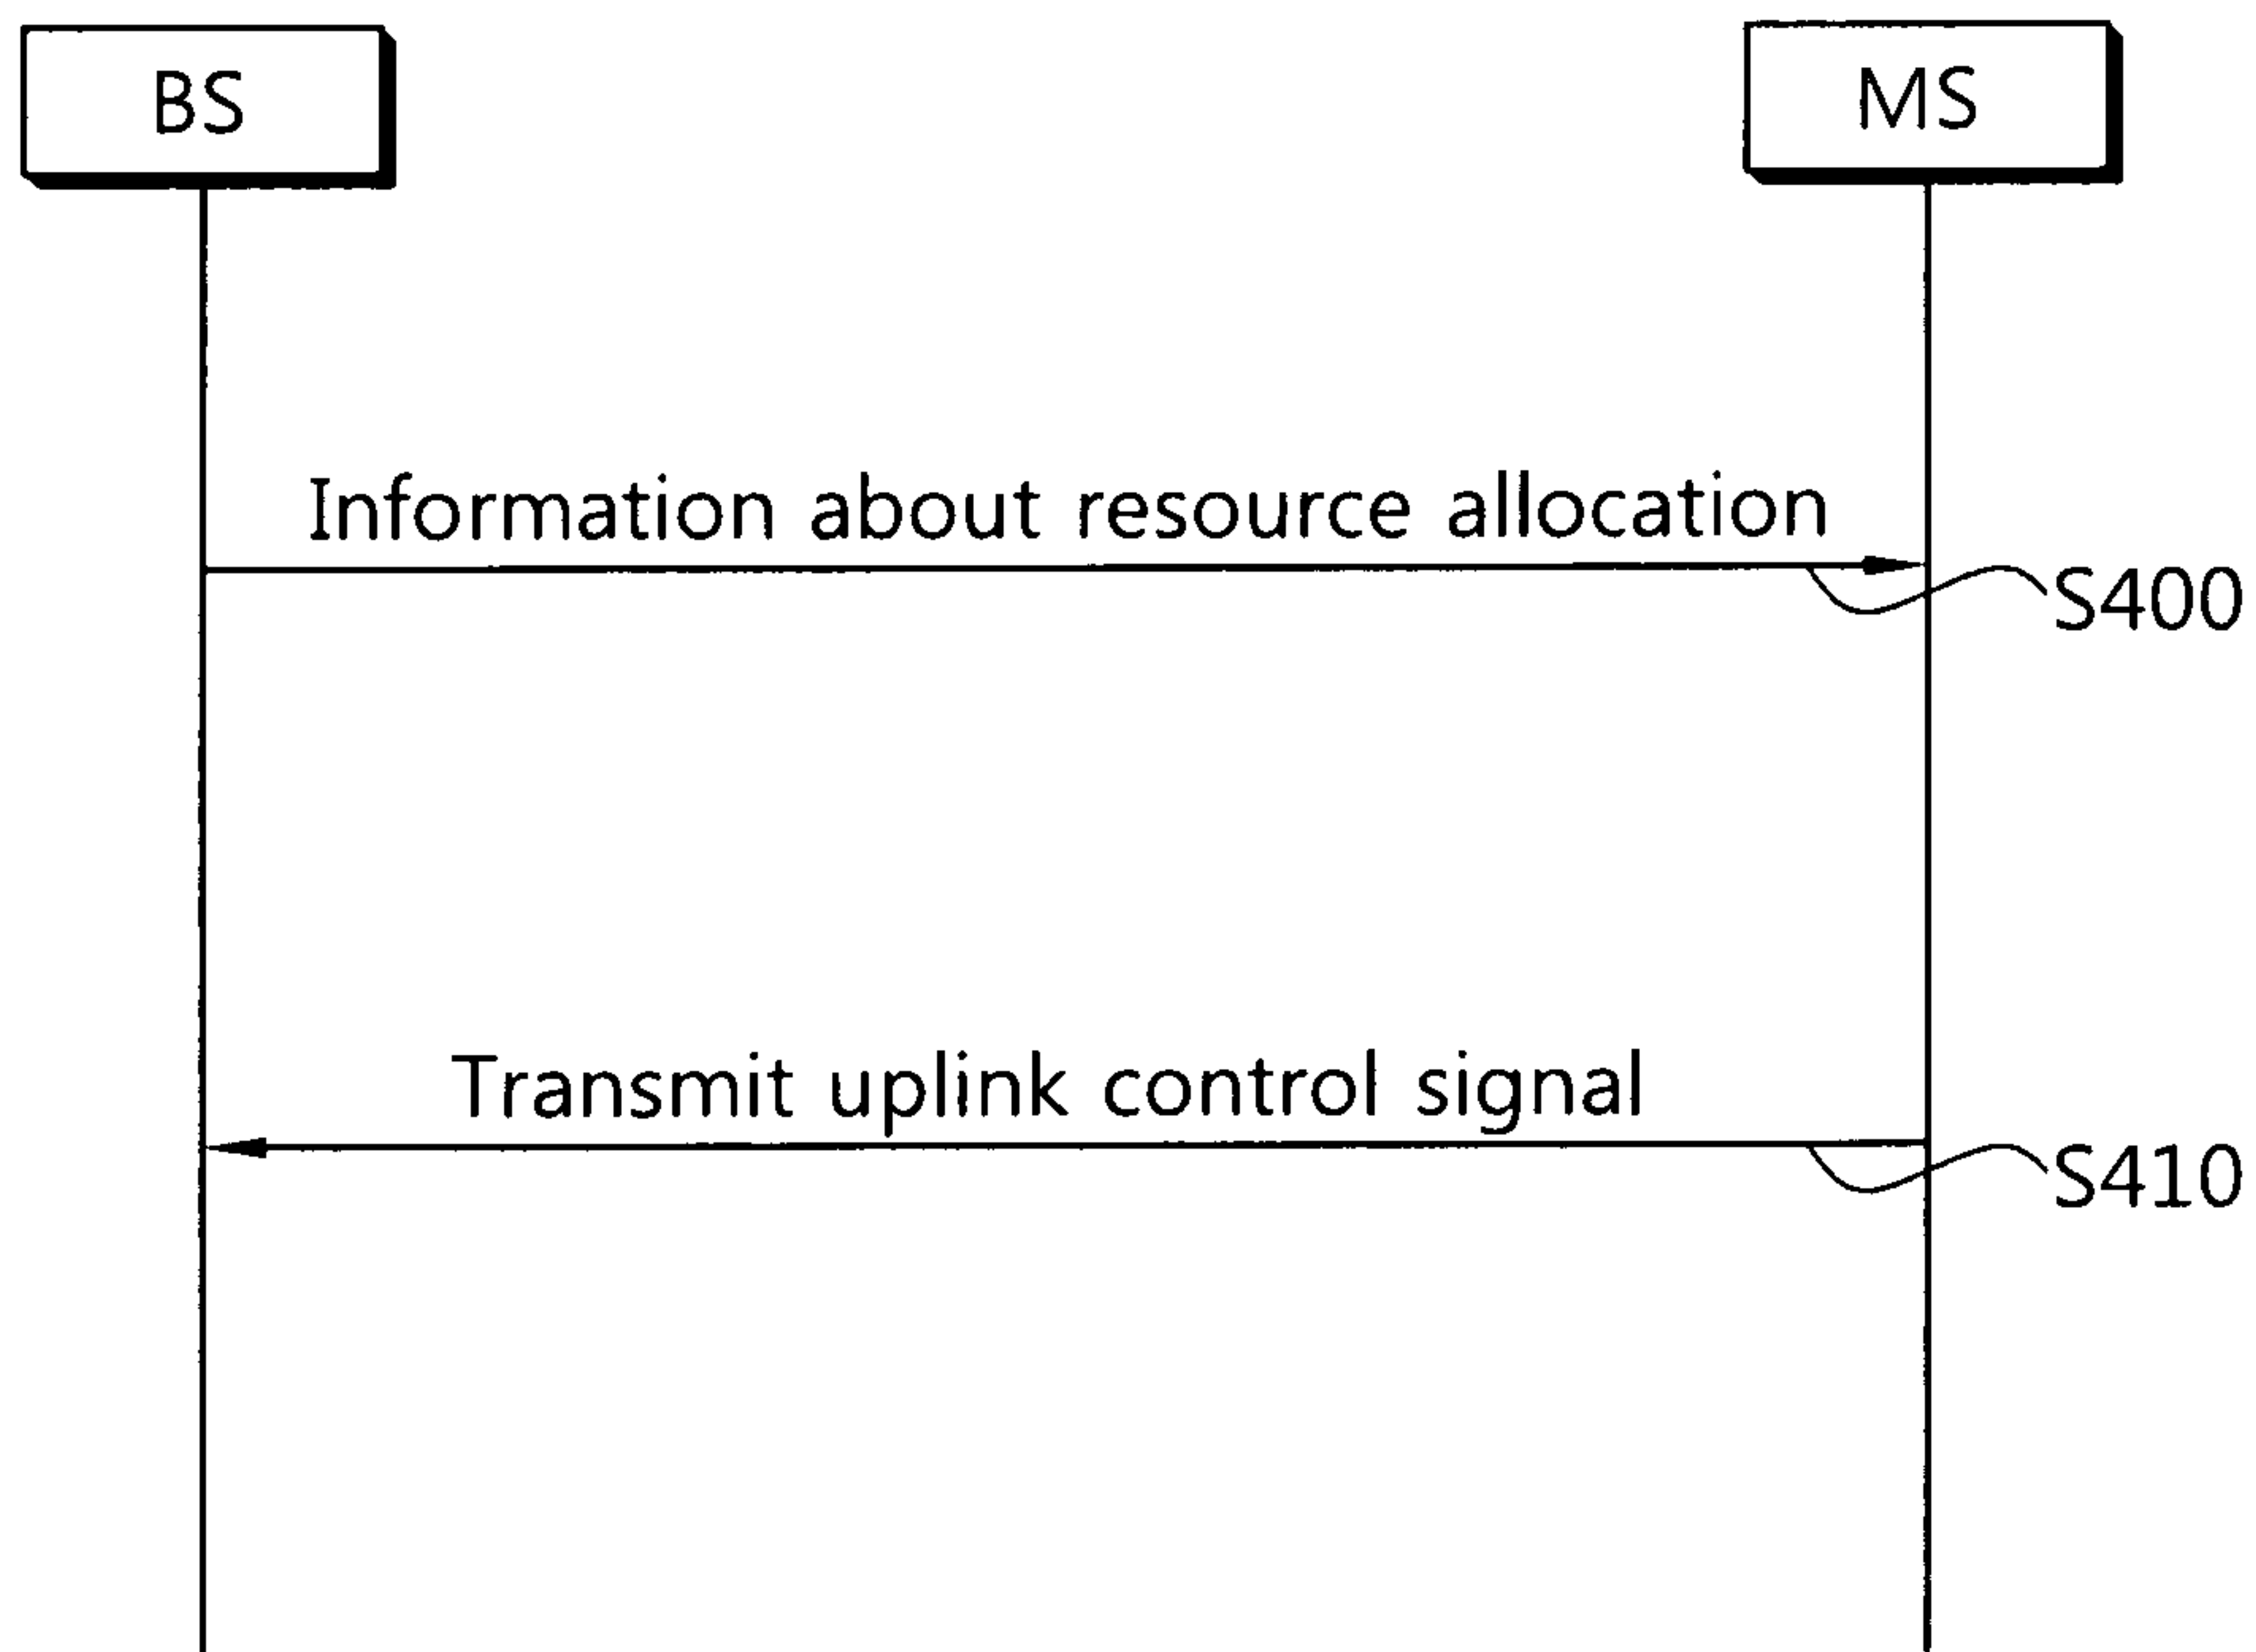 BS
MS
Information about resource allocation
S400
Transmit uplink control signal
S410